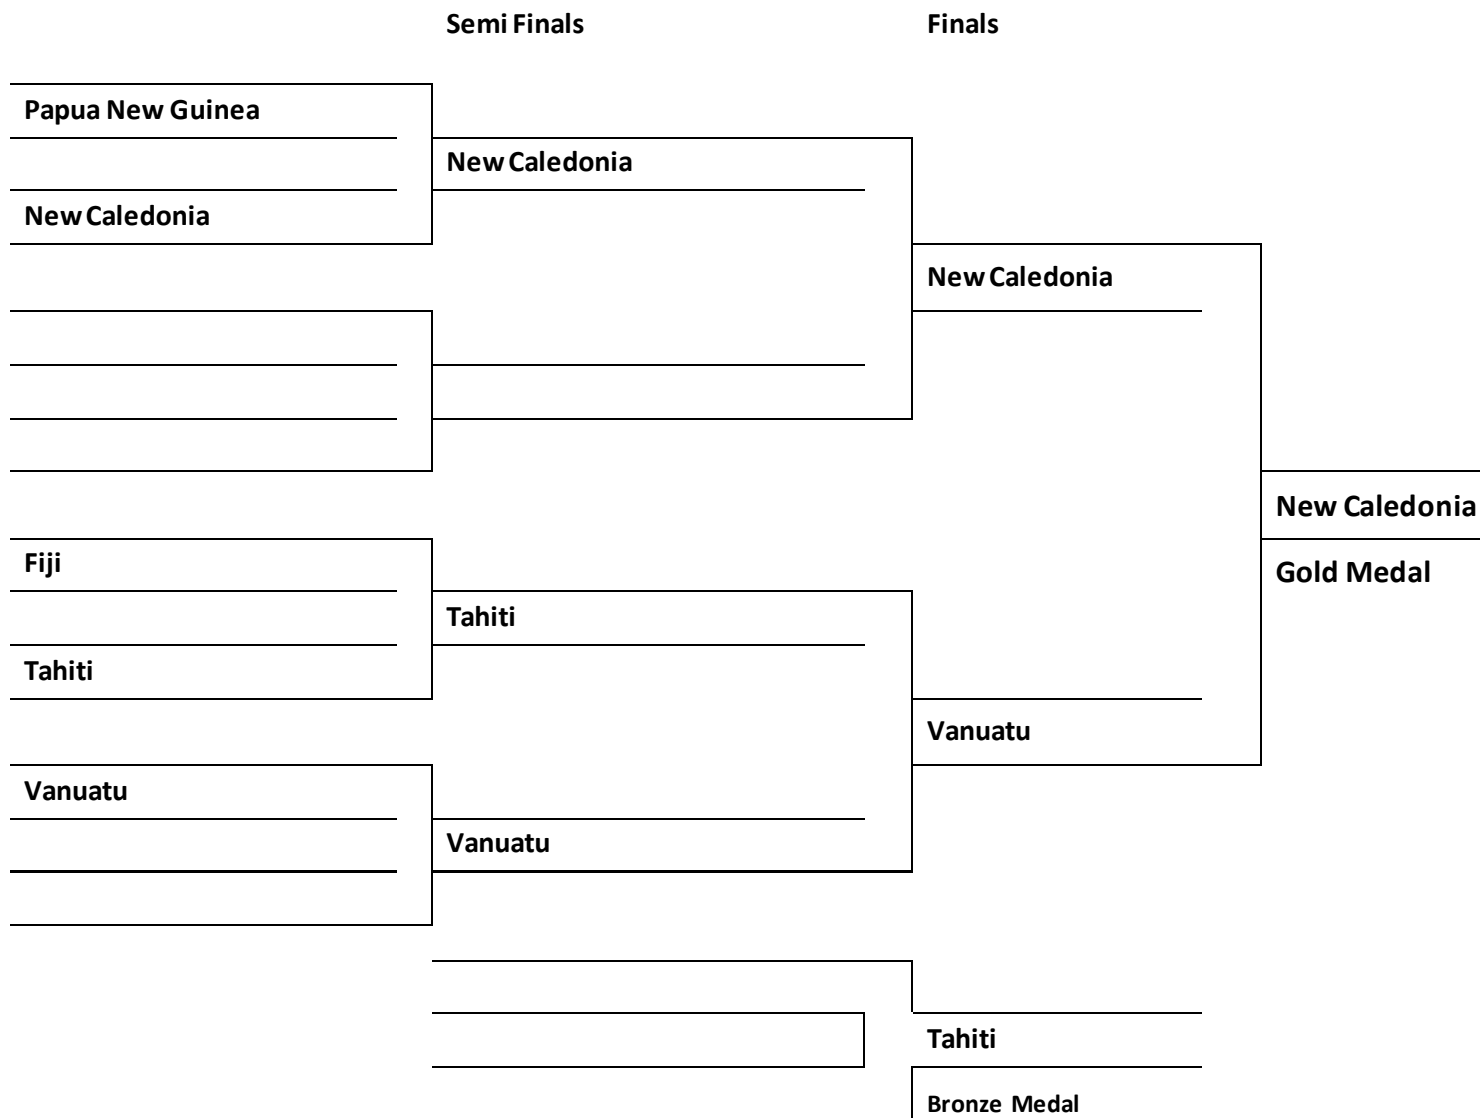 Semi Finals
Finals
Papua New Guinea
New Caledonia
New Caledonia
New Caledonia
New Caledonia
Fiji
Gold Medal
Tahiti
Tahiti
Vanuatu
Vanuatu
Vanuatu
Tahiti
Bronze Medal